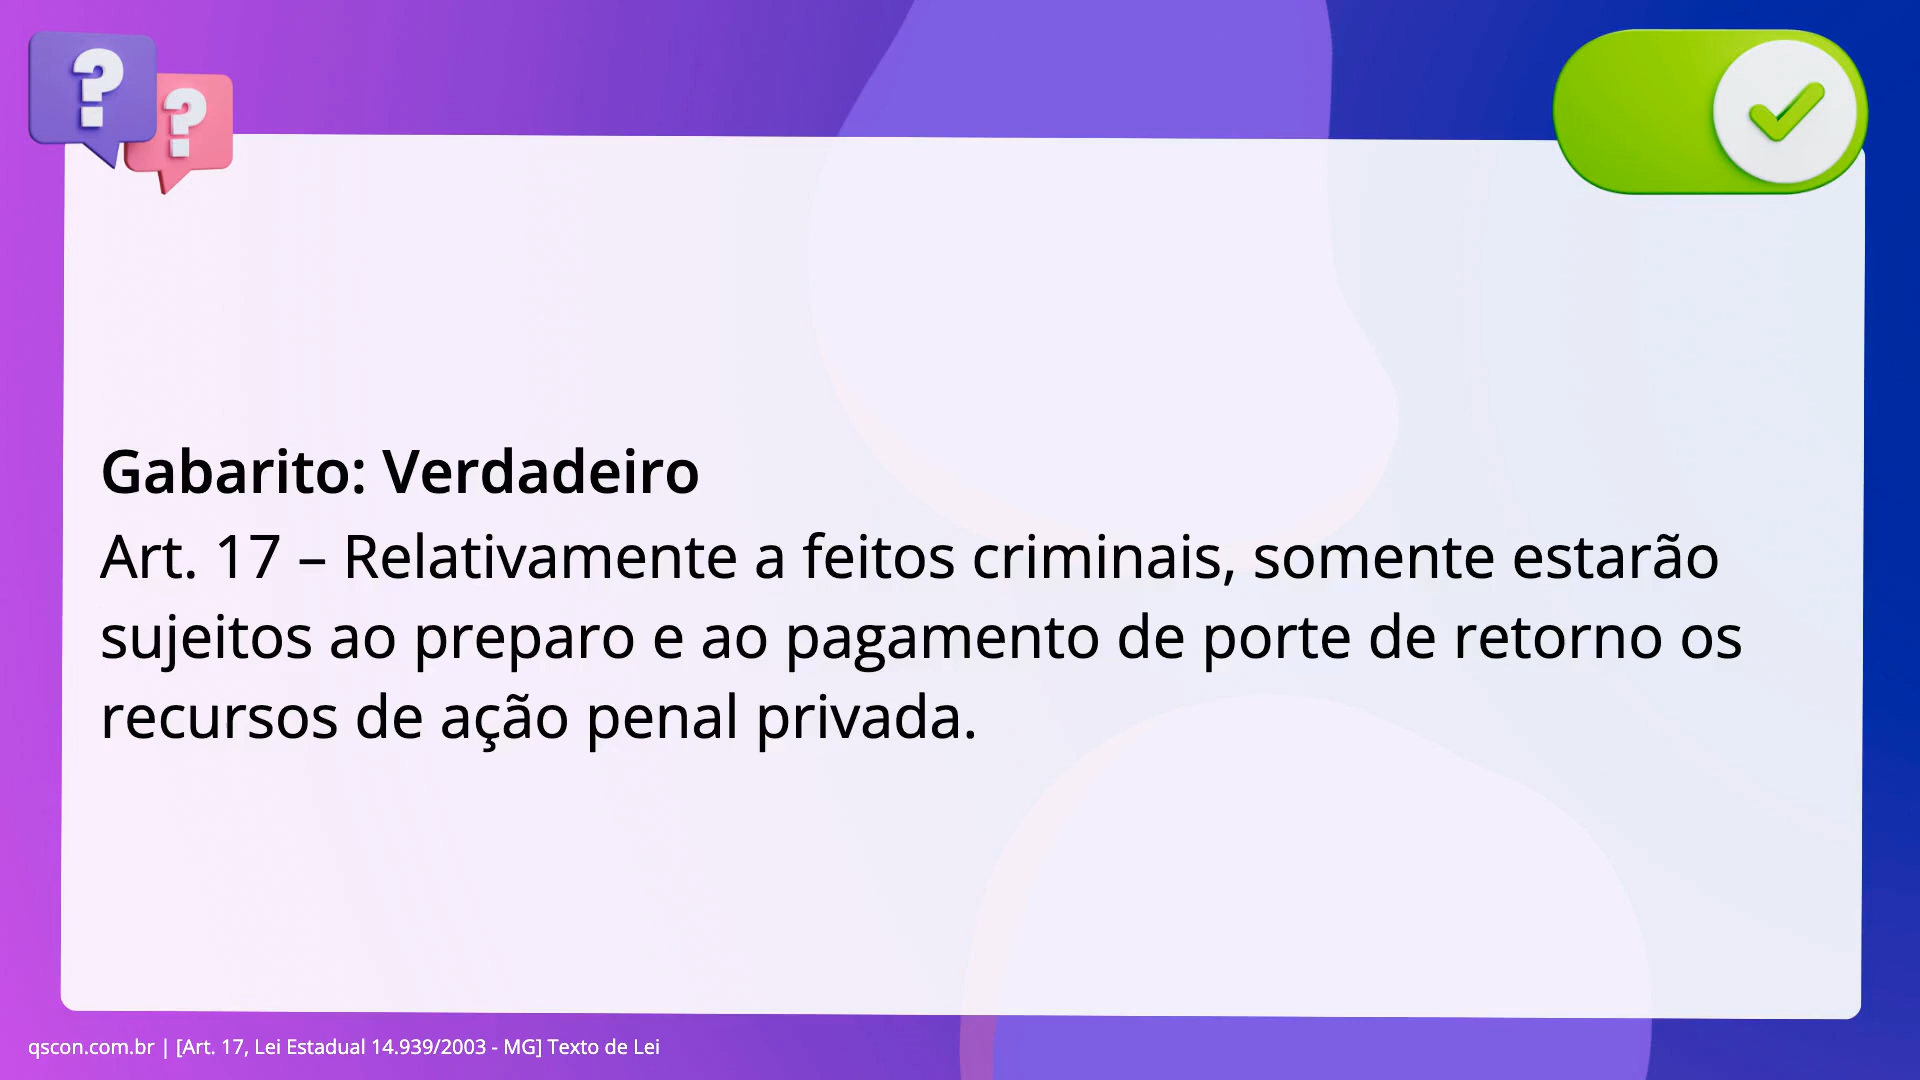 Gabarito: Verdadeiro
Art. 17 – Relativamente a feitos criminais, somente estarão
sujeitos ao preparo e ao pagamento de porte de retorno os
recursos de ação penal privada.
qscon.com.br | [Art. 17, Lei Estadual 14.939/2003 - MG] Texto de Lei